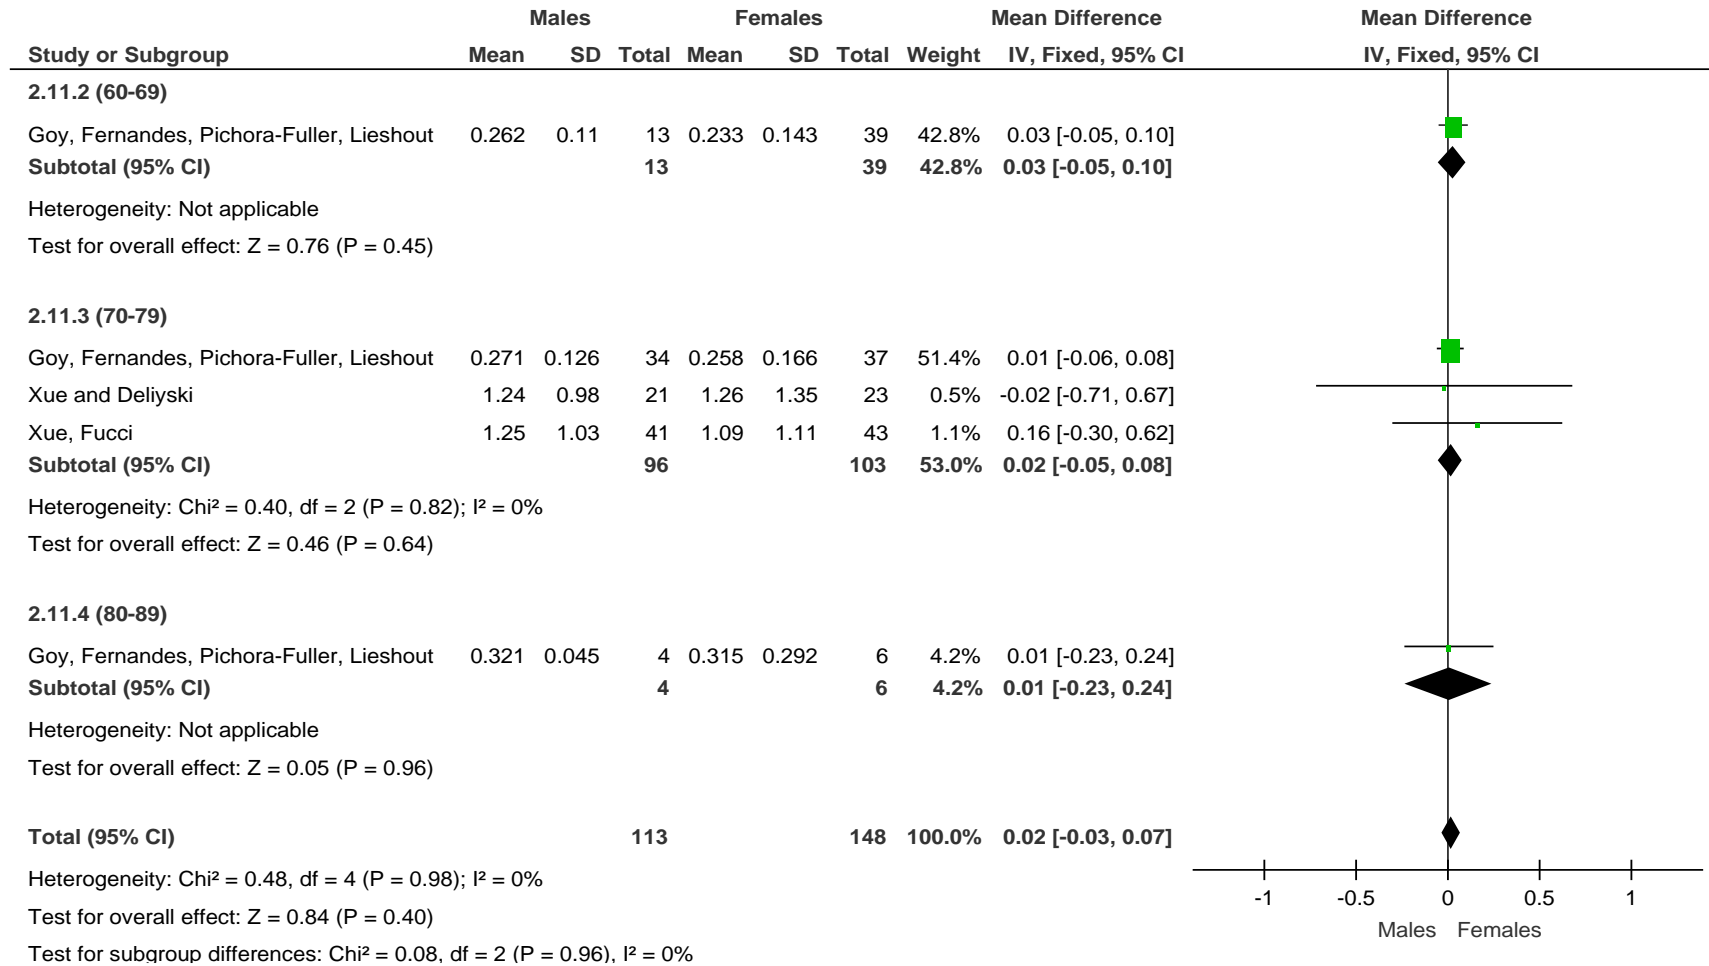 Males Females Mean Difference Mean Difference
Study or Subgroup Mean SD Total Mean SD Total Weight IV, Fixed, 95% CI IV, Fixed, 95% CI
2.11.2 (60-69)
Goy, Fernandes, Pichora-Fuller, Lieshout 0.262 0.11 13 0.233 0.143 39 42.8% 0.03 [-0.05, 0.10]
Subtotal (95% CI) 13 39 42.8% 0.03 [-0.05, 0.10]
Heterogeneity: Not applicable
Test for overall effect: Z = 0.76 (P = 0.45)
2.11.3 (70-79)
Goy, Fernandes, Pichora-Fuller, Lieshout 0.271 0.126 34 0.258 0.166 37 51.4% 0.01 [-0.06, 0.08]
Xue and Deliyski 1.24 0.98 21 1.26 1.35 23 0.5% -0.02 [-0.71, 0.67]
Xue, Fucci 1.25 1.03 41 1.09 1.11 43 1.1% 0.16 [-0.30, 0.62]
Subtotal (95% CI) 96 103 53.0% 0.02 [-0.05, 0.08]
Heterogeneity: Chi² = 0.40, df = 2 (P = 0.82); I² = 0%
Test for overall effect: Z = 0.46 (P = 0.64)
2.11.4 (80-89)
Goy, Fernandes, Pichora-Fuller, Lieshout 0.321 0.045 4 0.315 0.292 6 4.2% 0.01 [-0.23, 0.24]
Subtotal (95% CI) 4 6 4.2% 0.01 [-0.23, 0.24]
Heterogeneity: Not applicable
Test for overall effect: Z = 0.05 (P = 0.96)
Total (95% CI) 113 148 100.0% 0.02 [-0.03, 0.07]
Heterogeneity: Chi² = 0.48, df = 4 (P = 0.98); I² = 0%
Test for overall effect: Z = 0.84 (P = 0.40)
Test for subgroup differences: Chi² = 0.08, df = 2 (P = 0.96), I² = 0%
-1 -0.5 0 0.5 1
Males Females